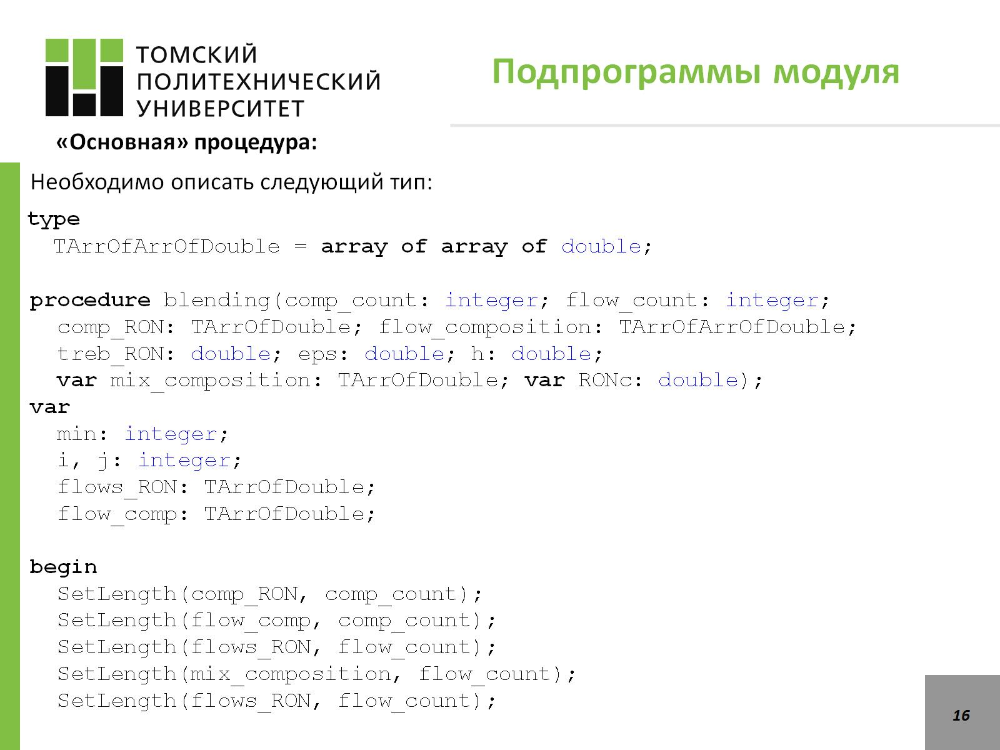 ТОМСКИЙ
ПОЛИТЕХНИЧЕСКИЙ
УНИВЕРСИТЕТ
Подпрограммы модуля
«Основная» процедура:
Необходимо описать следующий тип:
type
TArrOfArrOfDouble = array of array of double;
procedure blending(comp_count: integer; flow_count: integer;
comp_RON: TArrOfDouble; flow_composition: TArrOfArrOfDouble;
treb_RON: double; eps: double; h: double;
var mix_composition: TArrOfDouble; var RONc: double);
var
min: integer;
i, j: integer;
flows_RON: TArrOfDouble;
flow_comp: TArrOfDouble;
begin
SetLength(comp_RON, comp_count);
SetLength(flow_comp, comp_count);
SetLength(flows_RON, flow_count);
SetLength(mix_composition, flow_count);
SetLength(flows_RON, flow_count);
16